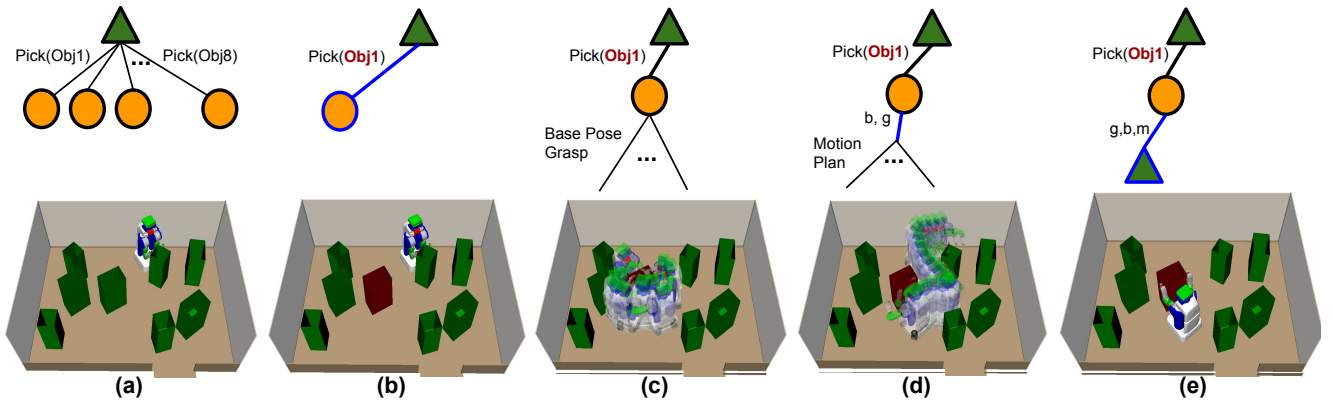 Pick(Obj1)
...
Pick(Obj8)
(a)
Pick(Obj1)
(b)
Pick(Obj1)
Base Pose
Grasp
...
(c)
Pick(Obj1)
b, g
Motion
Plan
...
(d)
Pick(Obj1)
g,b,m
(e)